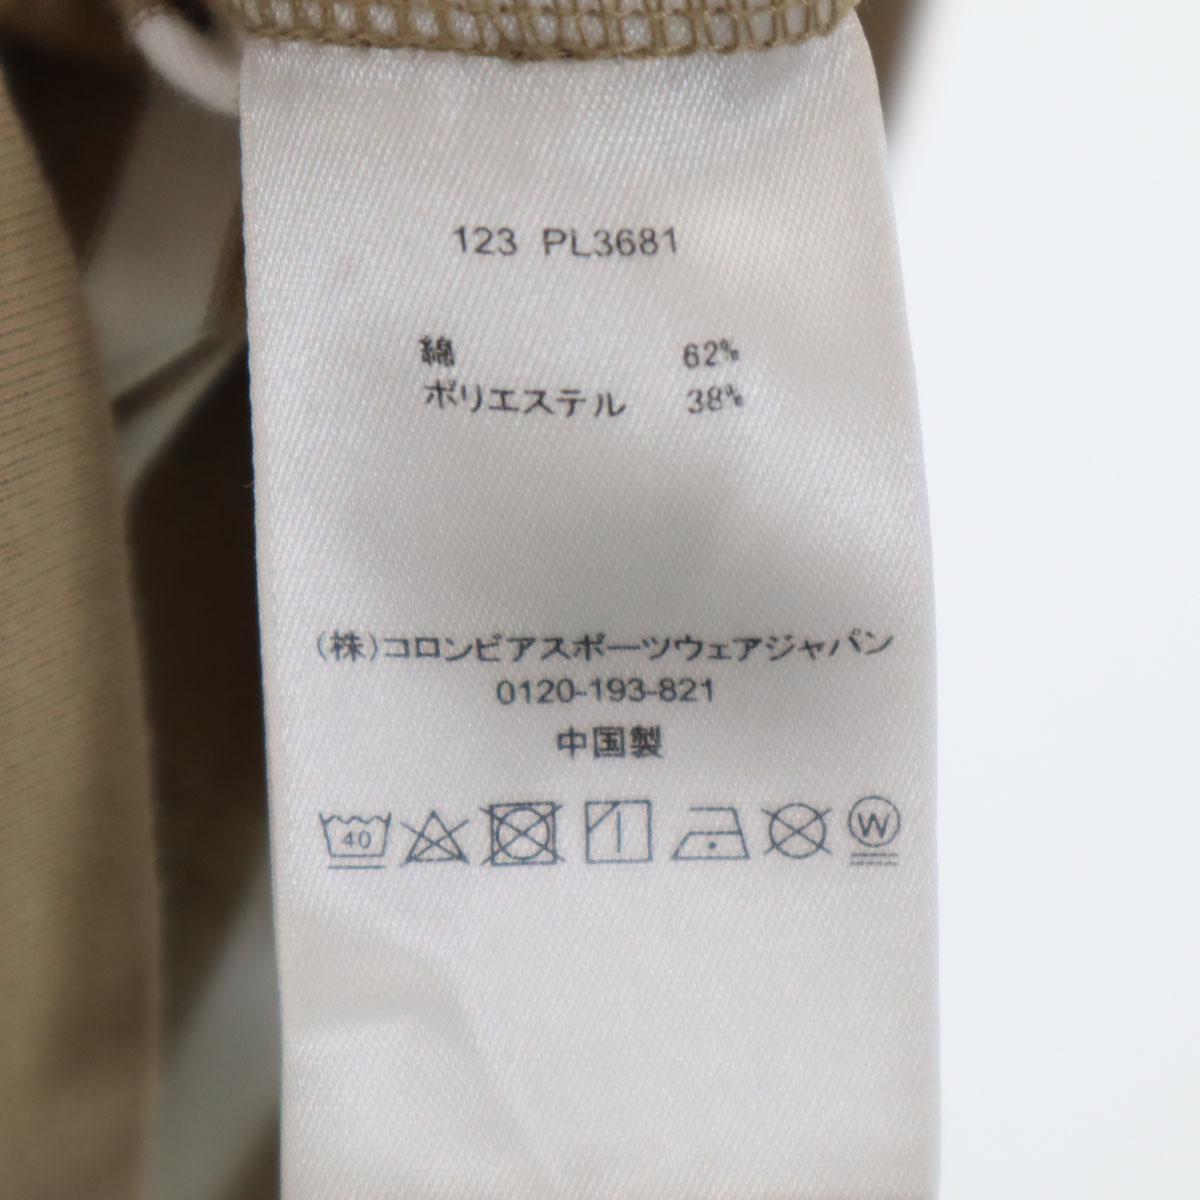 123 PL3681
綿 62%
ポリエステル 38%
(株)コロンビアスポーツウェアジャパン
0120-193-821
中国製
40 W